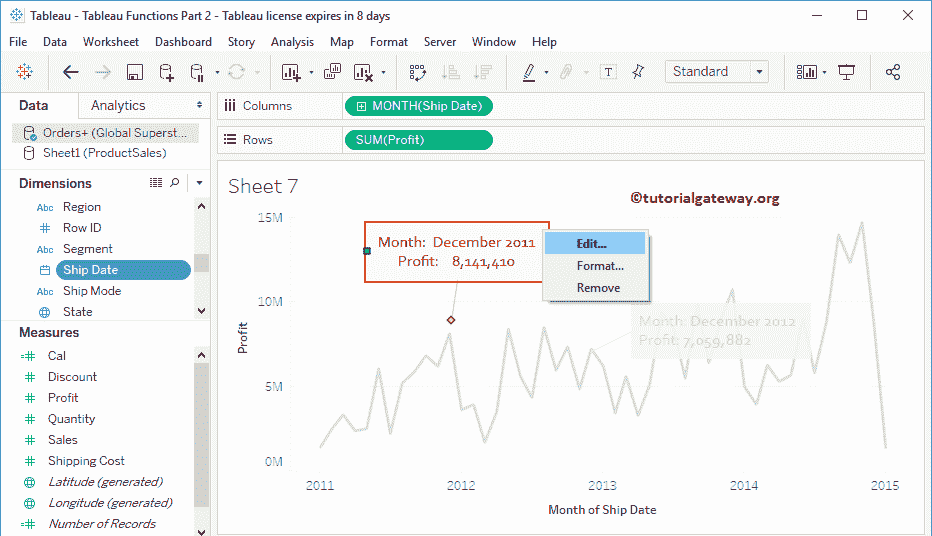 Tableau - Tableau Functions Part 2 - Tableau license expires in 8 days
File Data Worksheet Dashboard Story Analysis Map Format Server Window Help
Standard
Data Analytics
Orders+ (Global Superst...
Sheet1 (ProductSales)
Dimensions
Abc Region
Row ID
Abc Segment
Ship Date
Abc Ship Mode
State
Measures
Cal
Discount
Profit
Quantity
Sales
Shipping Cost
Latitude (generated)
Longitude (generated)
Number of Records
Columns MONTH(Ship Date)
Rows SUM(Profit)
Sheet 7
©tutorialgateway.org
Month: December 2011
Profit: 8,141,410
Edit...
Format...
Remove
Month: December 2012
Profit: 7,059,882
Profit
15M
10M
5M
0M
2011 2012 2013 2014 2015
Month of Ship Date